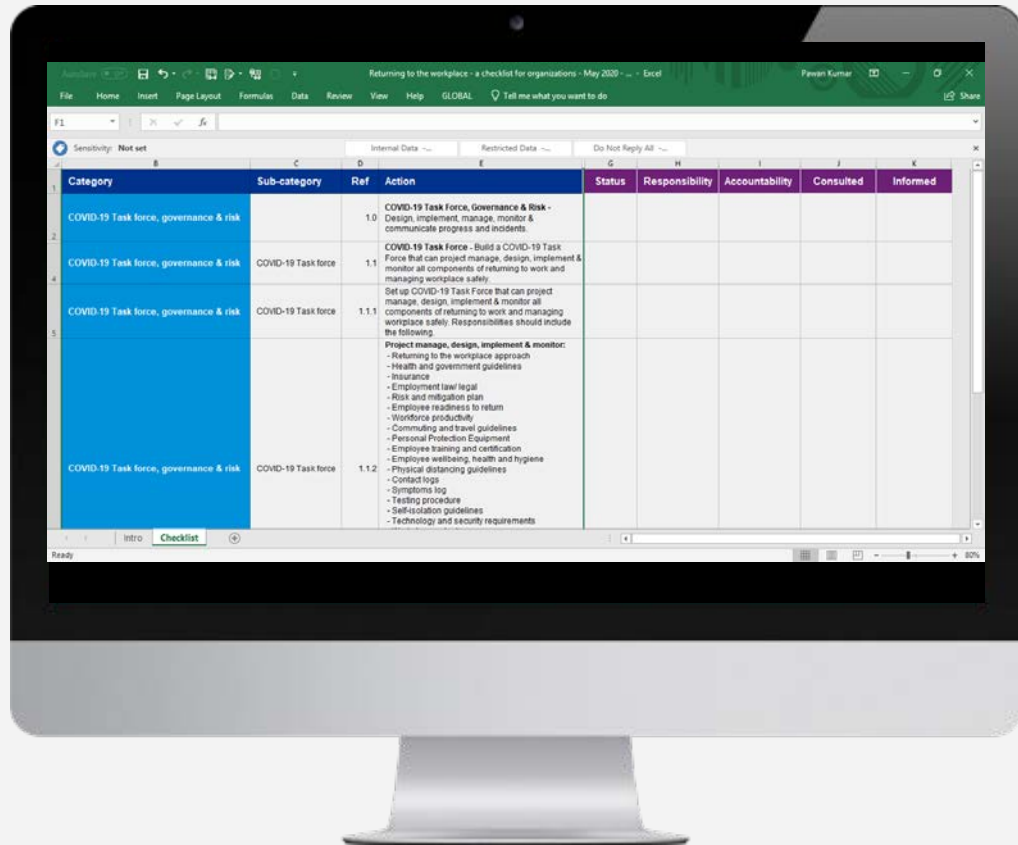 Returning to the workplace - a checklist for organizations - May 2020 - ... - Excel
Pawan Kumar
File Home Insert Page Layout Formulas Data Review View Help GLOBAL Tell me what you want to do
Share
F1
fx
Sensitivity: Not set
Internal Data -...
Restricted Data -...
Do Not Reply All -...
B C D E G H I J K
1
Category Sub-category Ref Action Status Responsibility Accountability Consulted Informed
COVID-19 Task force, governance & risk
1.0
COVID-19 Task Force, Governance & Risk -
Design, implement, manage, monitor &
communicate progress and incidents.
2
COVID-19 Task force, governance & risk
COVID-19 Task force
1.1
COVID-19 Task Force - Build a COVID-19 Task
Force that can project manage, design, implement &
monitor all components of returning to work and
managing workplace safely.
4
COVID-19 Task force, governance & risk
COVID-19 Task force
1.1.1
Set up COVID-19 Task Force that can project
manage, design, implement & monitor all
components of returning to work and managing
workplace safely. Responsibilities should include
the following.
5
COVID-19 Task force, governance & risk
COVID-19 Task force
1.1.2
Project manage, design, implement & monitor:
- Returning to the workplace approach
- Health and government guidelines
- Insurance
- Employment law/ legal
- Risk and mitigation plan
- Employee readiness to return
- Workforce productivity
- Commuting and travel guidelines
- Personal Protection Equipment
- Employee training and certification
- Employee wellbeing, health and hygiene
- Physical distancing guidelines
- Contact logs
- Symptoms log
- Testing procedure
- Self-isolation guidelines
- Technology and security requirements
Intro Checklist
Ready
80%